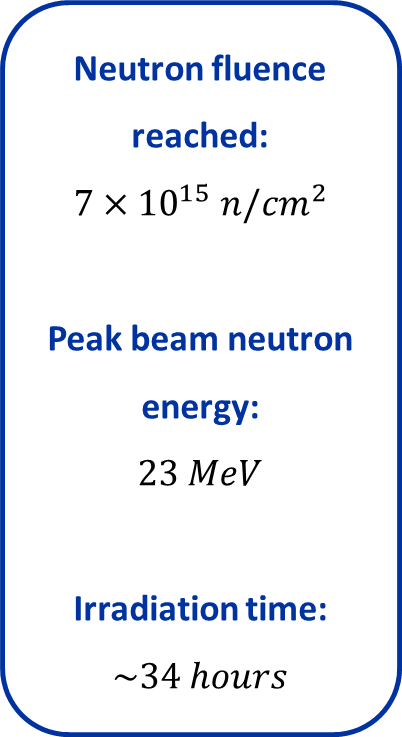 Neutron fluence
reached:
7 × 10¹⁵ n/cm²
Peak beam neutron
energy:
23 MeV
Irradiation time:
~34 hours